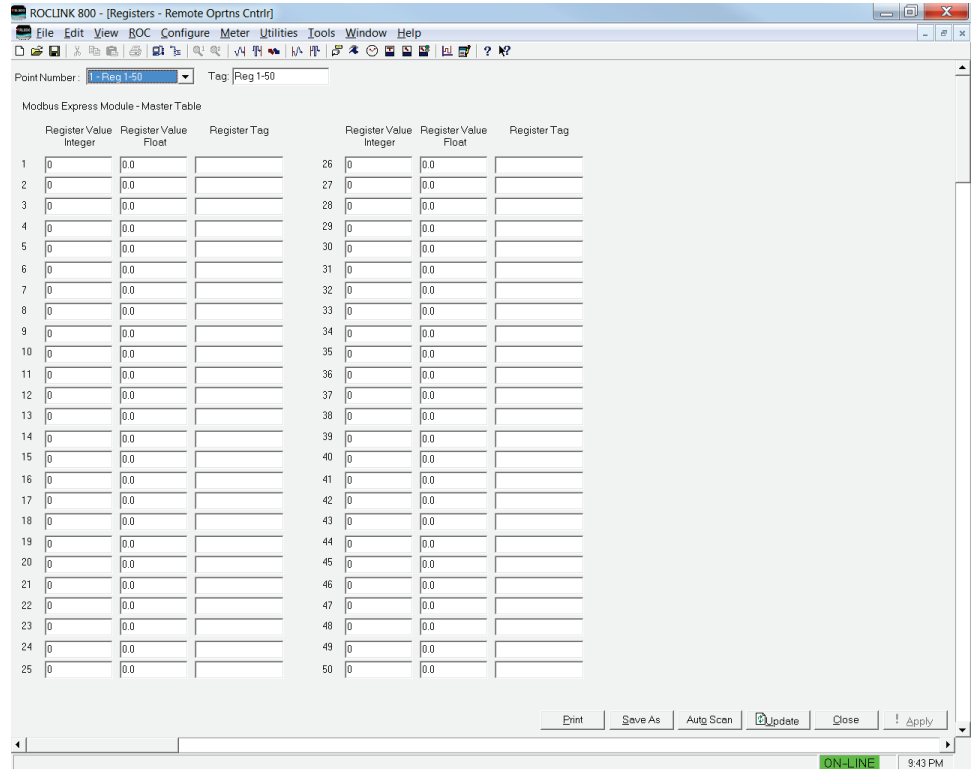 ROCLINK 800 - [Registers - Remote Oprtns Cntrlr]
File Edit View ROC Configure Meter Utilities Tools Window Help
Point Number: 1 - Reg 1-50 Tag: Reg 1-50
Modbus Express Module - Master Table
Register Value Integer Register Value Float Register Tag Register Value Integer Register Value Float Register Tag
1 0 0.0 26 0 0.0
2 0 0.0 27 0 0.0
3 0 0.0 28 0 0.0
4 0 0.0 29 0 0.0
5 0 0.0 30 0 0.0
6 0 0.0 31 0 0.0
7 0 0.0 32 0 0.0
8 0 0.0 33 0 0.0
9 0 0.0 34 0 0.0
10 0 0.0 35 0 0.0
11 0 0.0 36 0 0.0
12 0 0.0 37 0 0.0
13 0 0.0 38 0 0.0
14 0 0.0 39 0 0.0
15 0 0.0 40 0 0.0
16 0 0.0 41 0 0.0
17 0 0.0 42 0 0.0
18 0 0.0 43 0 0.0
19 0 0.0 44 0 0.0
20 0 0.0 45 0 0.0
21 0 0.0 46 0 0.0
22 0 0.0 47 0 0.0
23 0 0.0 48 0 0.0
24 0 0.0 49 0 0.0
25 0 0.0 50 0 0.0
Print Save As Auto Scan Update Close ! Apply
ON-LINE 9:43 PM